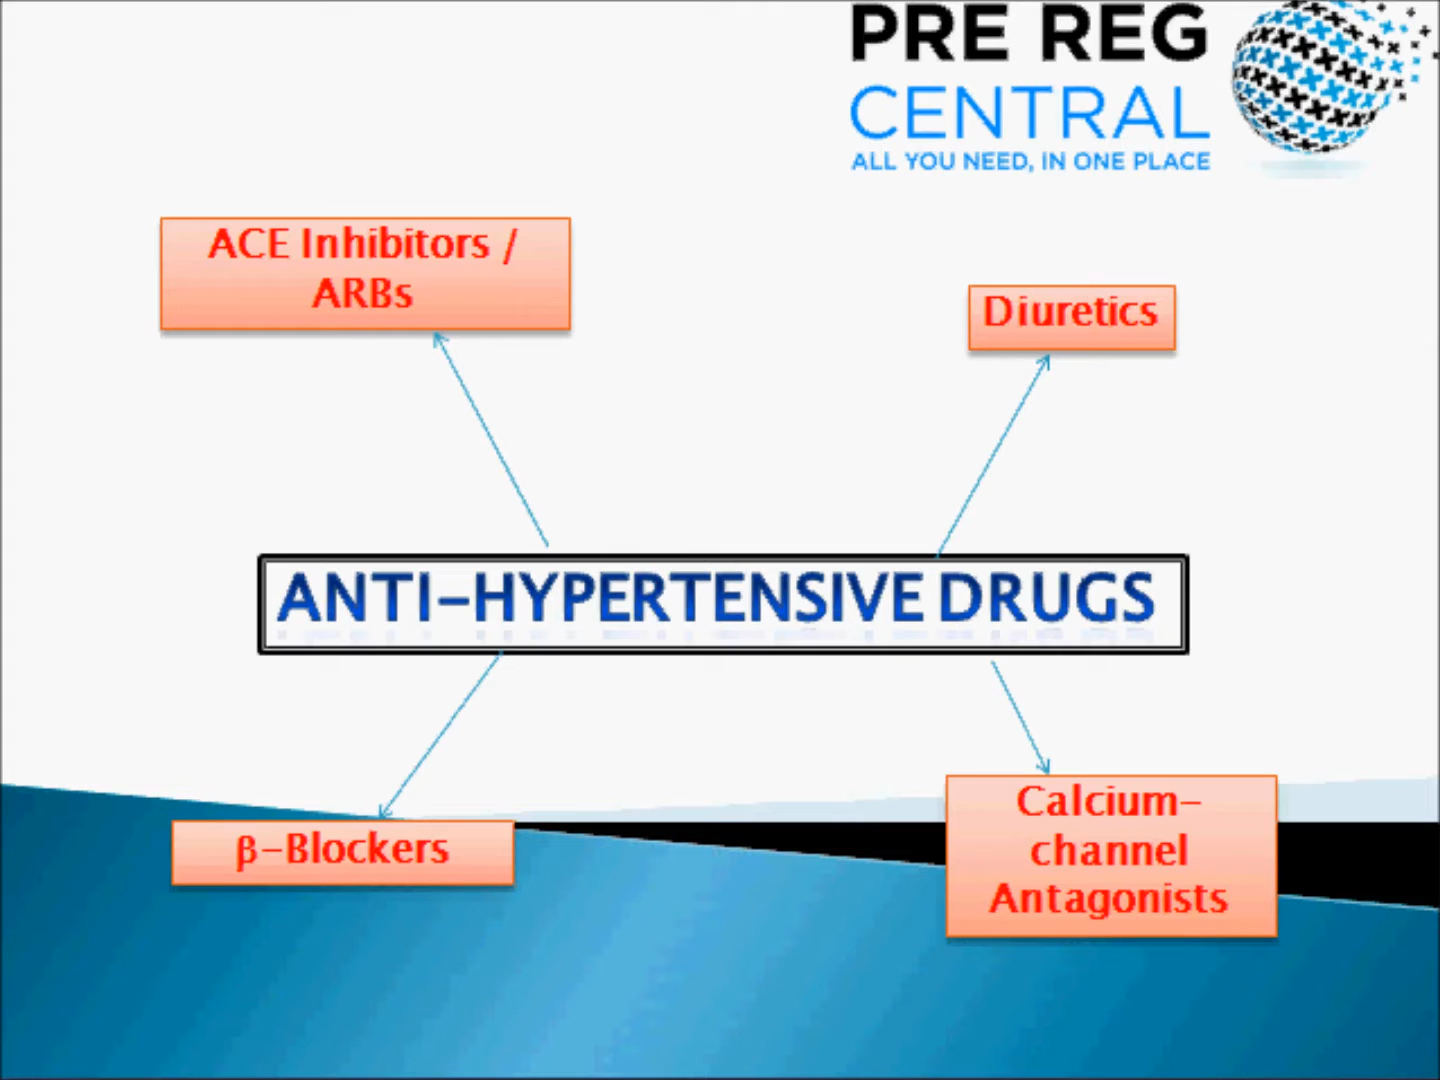 PRE REG
CENTRAL
ALL YOU NEED, IN ONE PLACE
ACE Inhibitors /
ARBs
Diuretics
ANTI-HYPERTENSIVE DRUGS
β-Blockers
Calcium-
channel
Antagonists